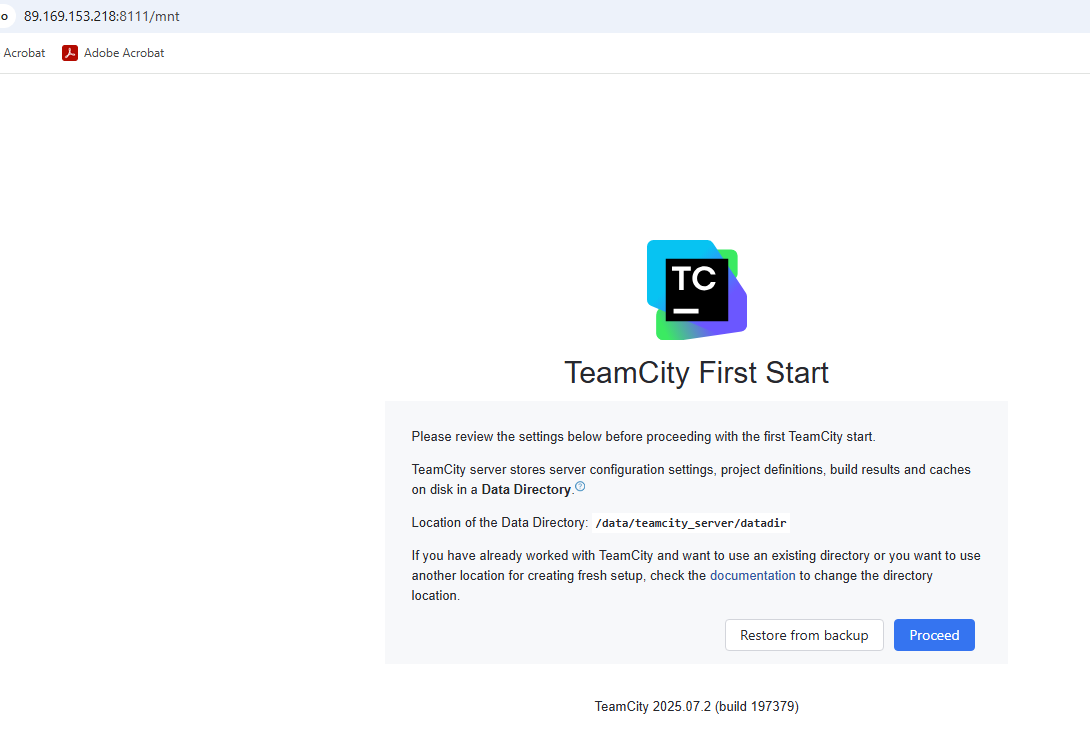 89.169.153.218:8111/mnt
Acrobat Adobe Acrobat
TC
TeamCity First Start
Please review the settings below before proceeding with the first TeamCity start.
TeamCity server stores server configuration settings, project definitions, build results and caches
on disk in a Data Directory.?
Location of the Data Directory: /data/teamcity_server/datadir
If you have already worked with TeamCity and want to use an existing directory or you want to use
another location for creating fresh setup, check the documentation to change the directory
location.
Restore from backup Proceed
TeamCity 2025.07.2 (build 197379)